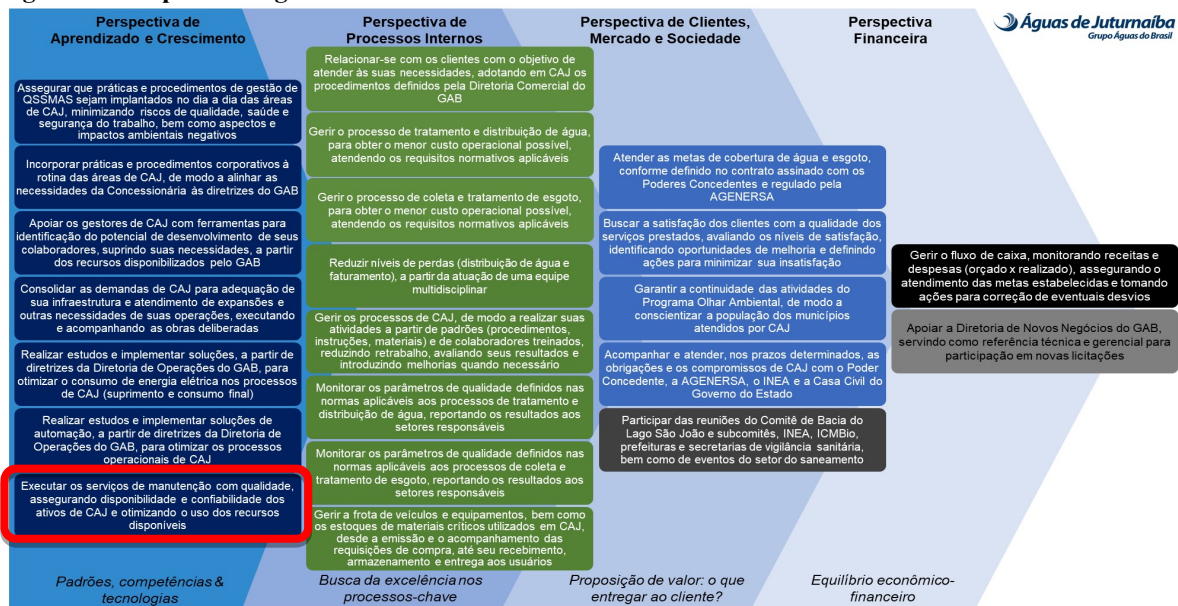 Perspectiva de
Aprendizado e Crescimento
Assegurar que práticas e procedimentos de gestão de
QSSMAS sejam implantados no dia a dia das áreas
de CAJ, minimizando riscos de qualidade, saúde e
segurança do trabalho, bem como aspectos e
impactos ambientais negativos
Incorporar práticas e procedimentos corporativos à
rotina das áreas de CAJ, de modo a alinhar as
necessidades da Concessionária às diretrizes do GAB
Apoiar os gestores de CAJ com ferramentas para
identificação do potencial de desenvolvimento de seus
colaboradores, suprindo suas necessidades, a partir
dos recursos disponibilizados pelo GAB
Consolidar as demandas de CAJ para adequação de
sua infraestrutura e atendimento de expansões e
outras necessidades de suas operações, executando
e acompanhando as obras deliberadas
Realizar estudos e implementar soluções, a partir de
diretrizes da Diretoria de Operações do GAB, para
otimizar o consumo de energia elétrica nos processos
de CAJ (suprimento e consumo final)
Realizar estudos e implementar soluções de
automação, a partir de diretrizes da Diretoria de
Operações do GAB, para otimizar os processos
operacionais de CAJ
Executar os serviços de manutenção com qualidade,
assegurando disponibilidade e confiabilidade dos
ativos de CAJ e otimizando o uso dos recursos
disponíveis
Padrões, competências &
tecnologias
Perspectiva de
Processos Internos
Relacionar-se com os clientes com o objetivo de
atender às suas necessidades, adotando em CAJ os
procedimentos definidos pela Diretoria Comercial do
GAB
Gerir o processo de tratamento e distribuição de água,
para obter o menor custo operacional possível,
atendendo os requisitos normativos aplicáveis
Gerir o processo de coleta e tratamento de esgoto,
para obter o menor custo operacional possível,
atendendo os requisitos normativos aplicáveis
Reduzir níveis de perdas (distribuição de água e
faturamento), a partir da atuação de uma equipe
multidisciplinar
Gerir os processos de CAJ, de modo a realizar suas
atividades a partir de padrões (procedimentos,
instruções, materiais) e de colaboradores treinados,
reduzindo retrabalho, avaliando seus resultados e
introduzindo melhorias quando necessário
Monitorar os parâmetros de qualidade definidos nas
normas aplicáveis aos processos de tratamento e
distribuição de água, reportando os resultados aos
setores responsáveis
Monitorar os parâmetros de qualidade definidos nas
normas aplicáveis aos processos de coleta e
tratamento de esgoto, reportando os resultados aos
setores responsáveis
Gerir a frota de veículos e equipamentos, bem como
os estoques de materiais críticos utilizados em CAJ,
desde a emissão e o acompanhamento das
requisições de compra, até seu recebimento,
armazenamento e entrega aos usuários
Busca da excelência nos
processos-chave
Perspectiva de Clientes,
Mercado e Sociedade
Atender as metas de cobertura de água e esgoto,
conforme definido no contrato assinado com os
Poderes Concedentes e regulado pela
AGENERSA
Buscar a satisfação dos clientes com a qualidade dos
serviços prestados, avaliando os níveis de satisfação,
identificando oportunidades de melhoria e definindo
ações para minimizar sua insatisfação
Garantir a continuidade das atividades do
Programa Olhar Ambiental, de modo a
conscientizar a população dos municípios
atendidos por CAJ
Acompanhar e atender, nos prazos determinados, as
obrigações e os compromissos de CAJ com o Poder
Concedente, a AGENERSA, o INEA e a Casa Civil do
Governo do Estado
Participar das reuniões do Comitê de Bacia do
Lago São João e subcomitês, INEA, ICMBio,
prefeituras e secretarias de vigilância sanitária,
bem como de eventos do setor do saneamento
Proposição de valor: o que
entregar ao cliente?
Perspectiva
Financeira
Gerir o fluxo de caixa, monitorando receitas e
despesas (orçado x realizado), assegurando o
atendimento das metas estabelecidas e tomando
ações para correção de eventuais desvios
Apoiar a Diretoria de Novos Negócios do GAB,
servindo como referência técnica e gerencial para
participação em novas licitações
Equilíbrio econômico-
financeiro
Águas de Juturnaíba
Grupo Águas do Brasil